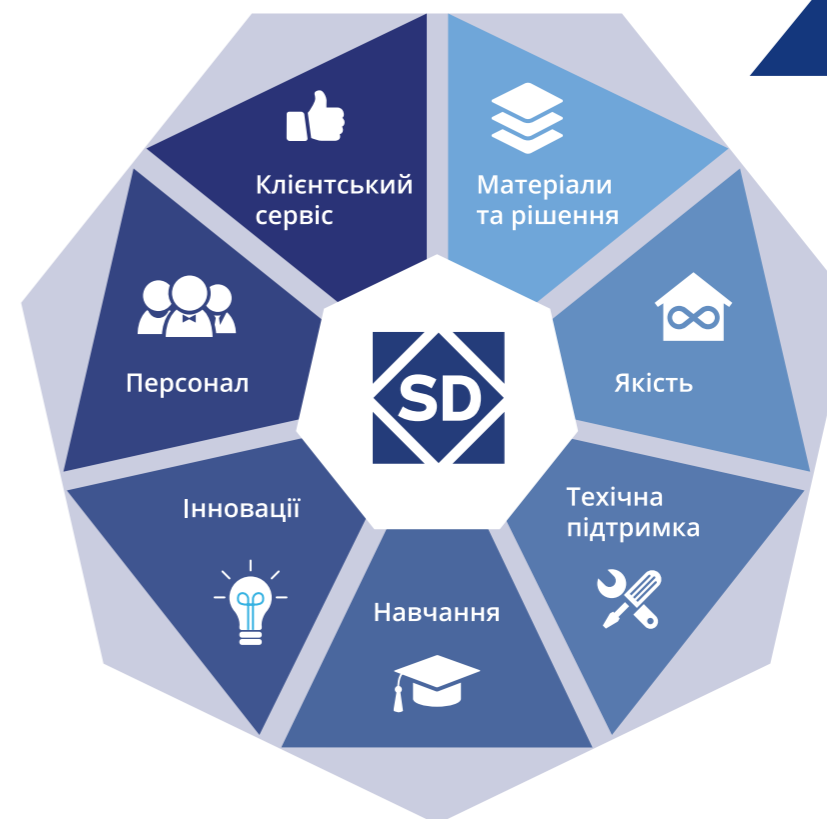 Клієнтський
сервіс
Матеріали
та рішення
Персонал
SD
Якість
Інновації
Техічна
підтримка
Навчання